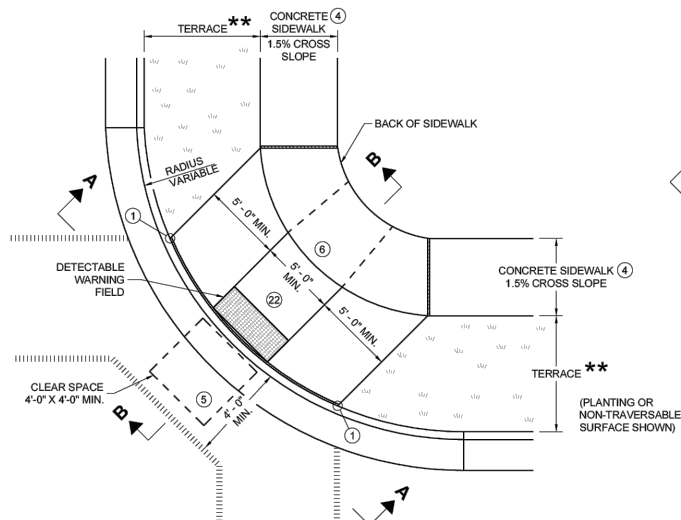 CONCRETE 4
TERRACE ** SIDEWALK
1.5% CROSS
SLOPE
BACK OF SIDEWALK
B
RADIUS
VARIABLE
A
1
5'-0" MIN.
6
5'-0"
MIN.
DETECTABLE
WARNING
FIELD
22
5'-0" MIN.
CONCRETE SIDEWALK 4
1.5% CROSS SLOPE
TERRACE **
(PLANTING OR
NON-TRAVERSABLE
SURFACE SHOWN)
CLEAR SPACE
4'-0" X 4'-0" MIN.
5
4'-0"
MIN.
B
1
A